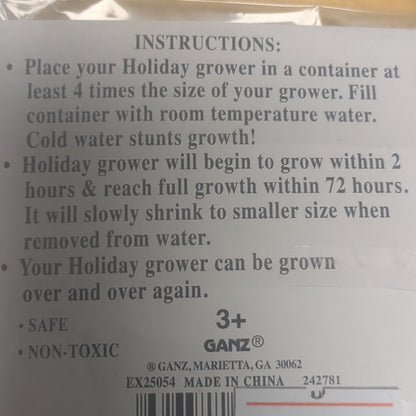 INSTRUCTIONS:
• Place your Holiday grower in a container at
least 4 times the size of your grower. Fill
container with room temperature water.
Cold water stunts growth!
• Holiday grower will begin to grow within 2
hours & reach full growth within 72 hours.
It will slowly shrink to smaller size when
removed from water.
• Your Holiday grower can be grown
over and over again.
• SAFE
• NON-TOXIC
3+
GANZ®
® GANZ, MARIETTA, GA 30062
EX25054 MADE IN CHINA 242781